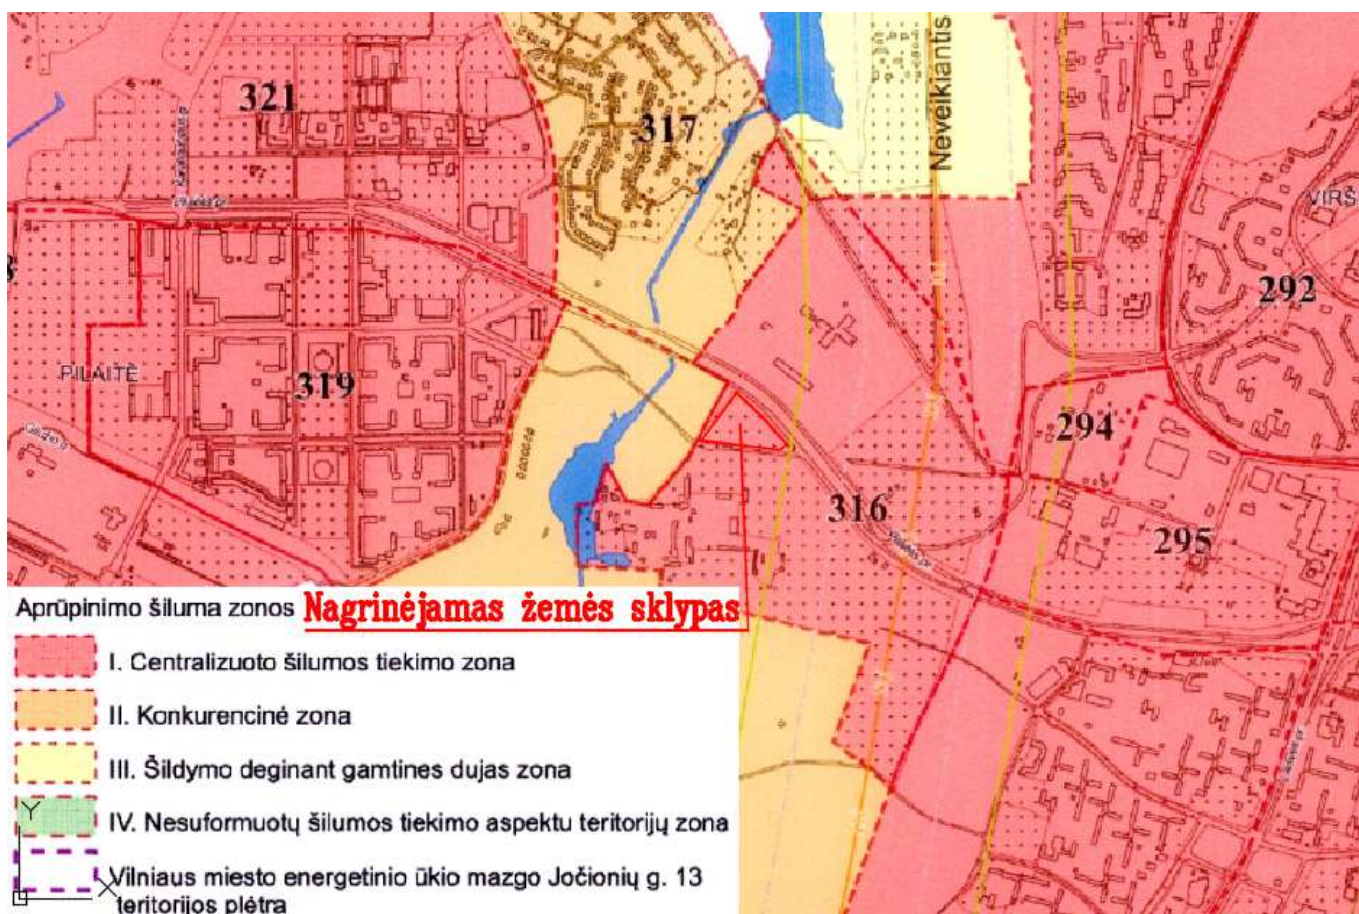 321
317
Neveikiantis
VIRŠ
292
PILAITĖ
319
294
316
295
Aprūpinimo šiluma zonos
Nagrinėjamas žemės sklypas
I. Centralizuoto šilumos tiekimo zona
II. Konkurencinė zona
III. Šildymo deginant gamtines dujas zona
IV. Nesuformuotų šilumos tiekimo aspektu teritorijų zona
Vilniaus miesto energetinio ūkio mazgo Jočionių g. 13
teritorijos plėtra
Y
X